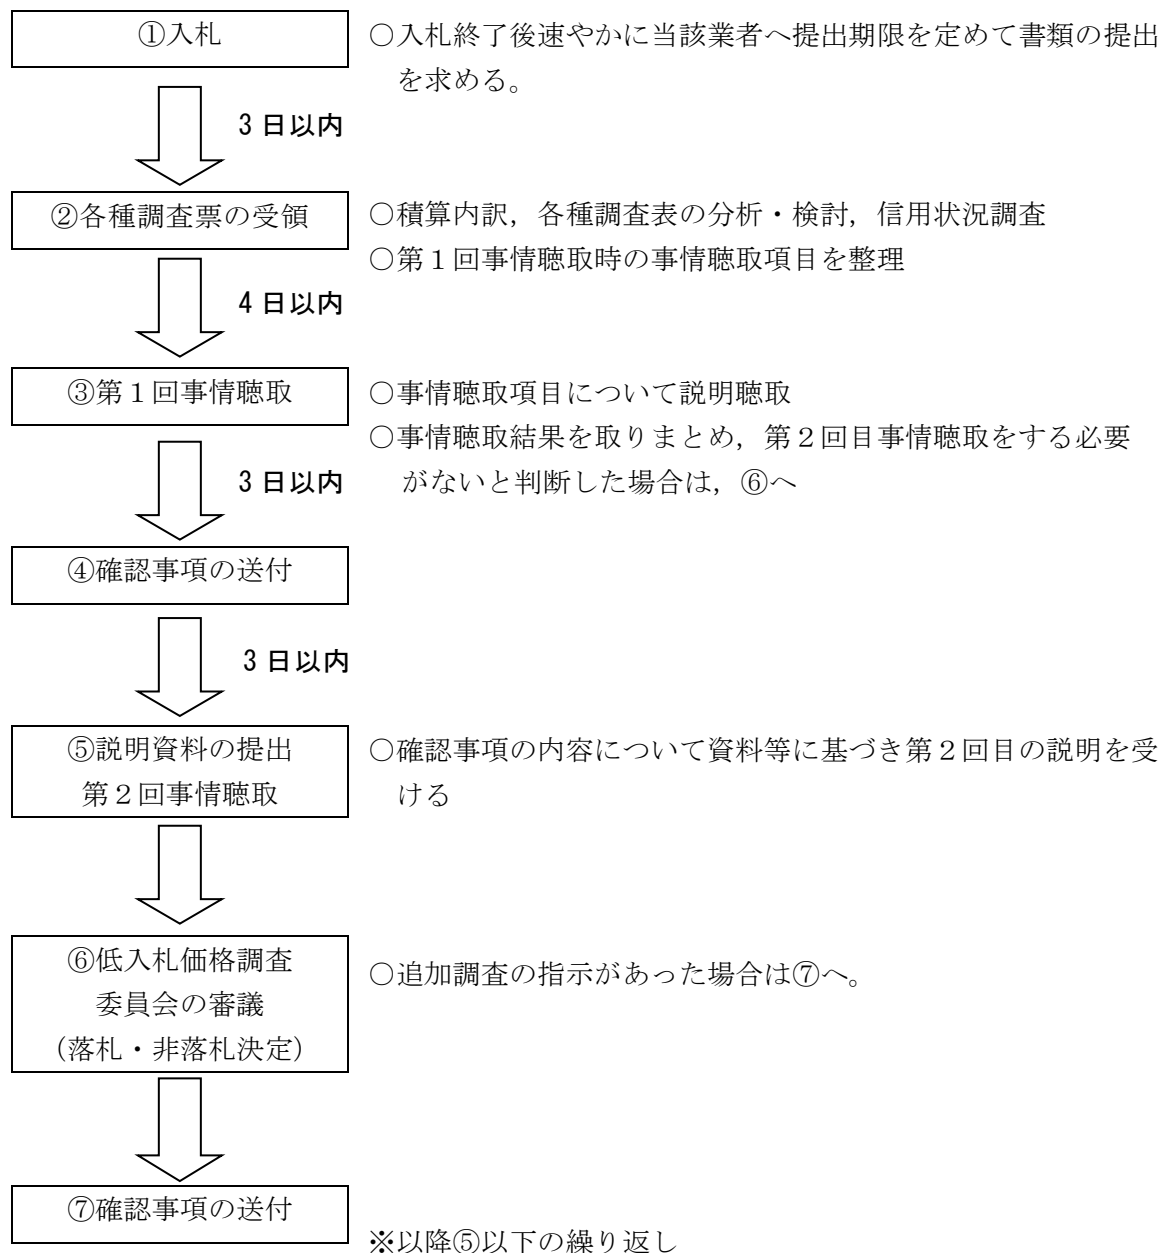 ①入札
○入札終了後速やかに当該業者へ提出期限を定めて書類の提出
を求める。
3日以内
②各種調査票の受領
○積算内訳，各種調査表の分析・検討，信用状況調査
○第１回事情聴取時の事情聴取項目を整理
4日以内
③第１回事情聴取
○事情聴取項目について説明聴取
○事情聴取結果を取りまとめ，第２回目事情聴取をする必要
がないと判断した場合は，⑥へ
3日以内
④確認事項の送付
3日以内
⑤説明資料の提出
第２回事情聴取
○確認事項の内容について資料等に基づき第２回目の説明を受
ける
⑥低入札価格調査
委員会の審議
（落札・非落札決定）
○追加調査の指示があった場合は⑦へ。
⑦確認事項の送付
※以降⑤以下の繰り返し